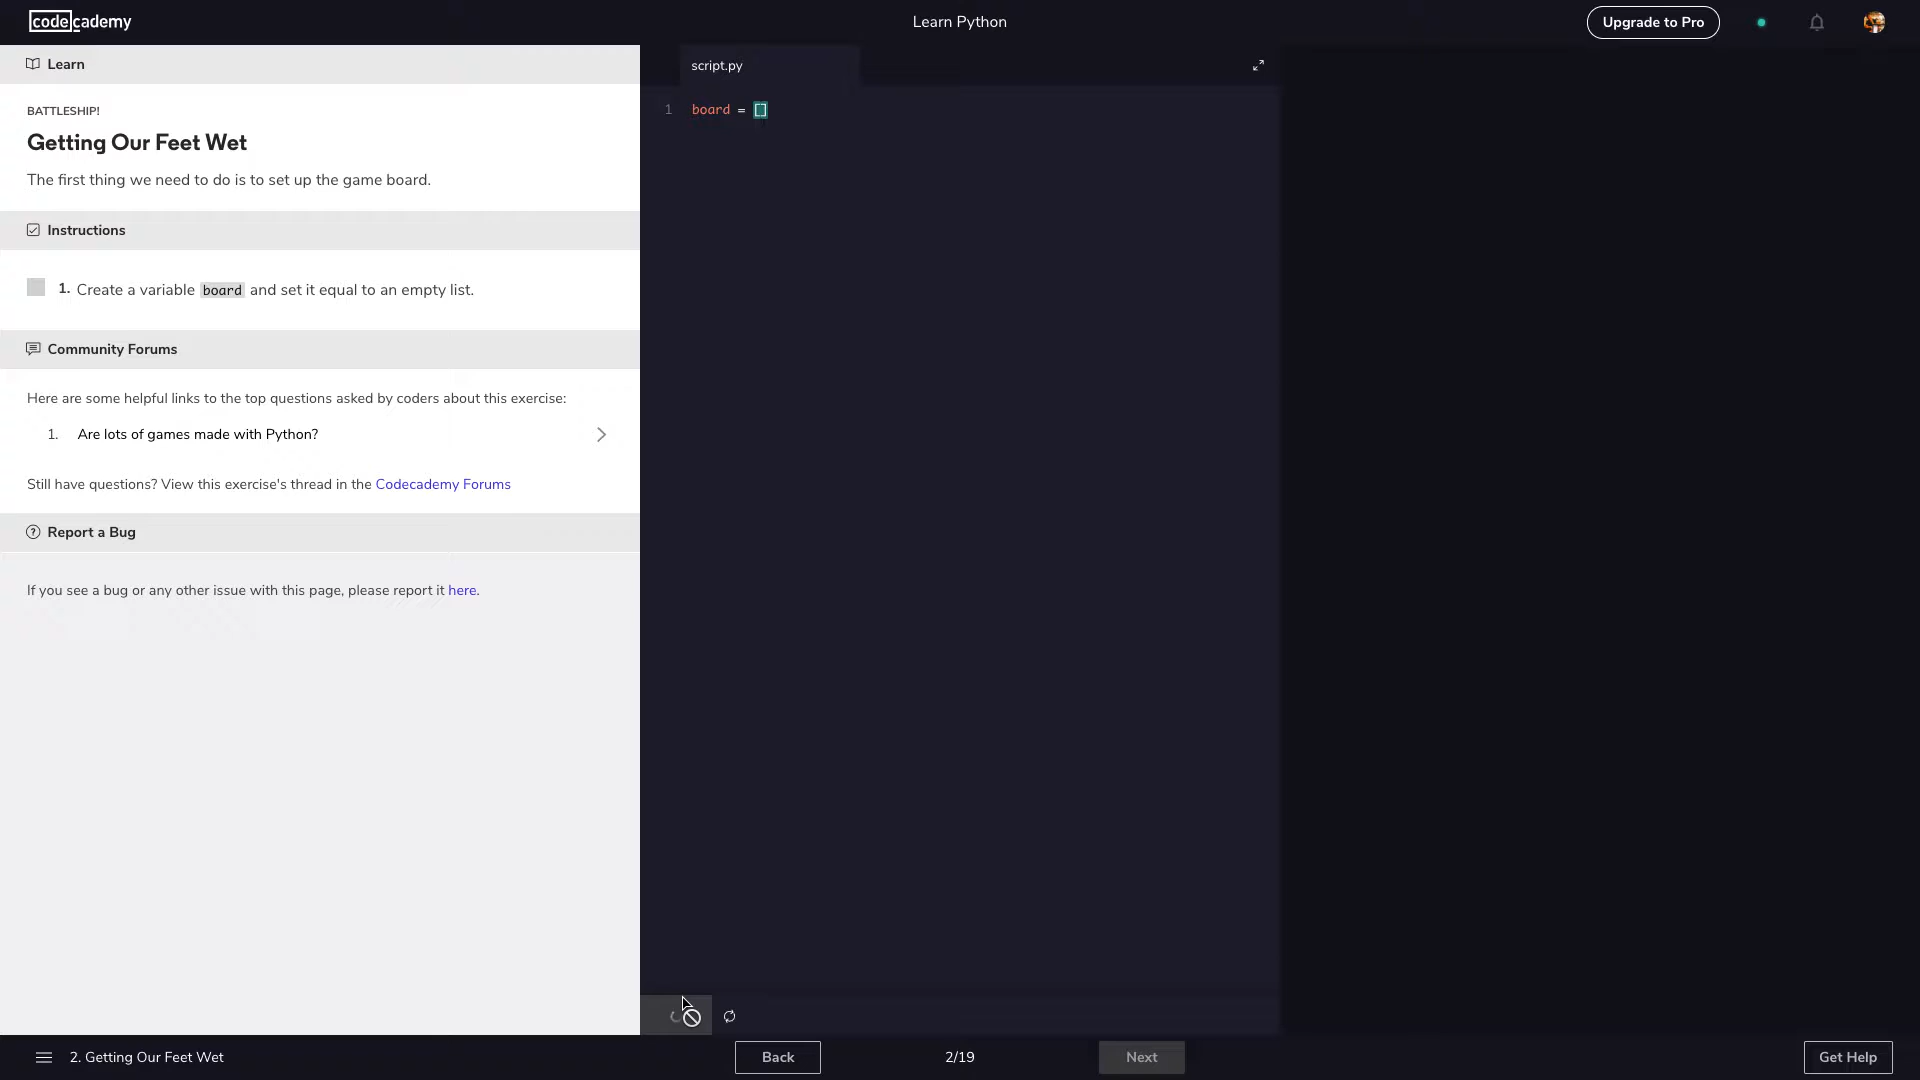 codecademy
Learn Python
Upgrade to Pro
Learn
BATTLESHIP!
Getting Our Feet Wet
The first thing we need to do is to set up the game board.
Instructions
1. Create a variable board and set it equal to an empty list.
Community Forums
Here are some helpful links to the top questions asked by coders about this exercise:
1. Are lots of games made with Python?
Still have questions? View this exercise's thread in the Codecademy Forums
Report a Bug
If you see a bug or any other issue with this page, please report it here.
script.py
1 board = []
2. Getting Our Feet Wet
Back
2/19
Next
Get Help